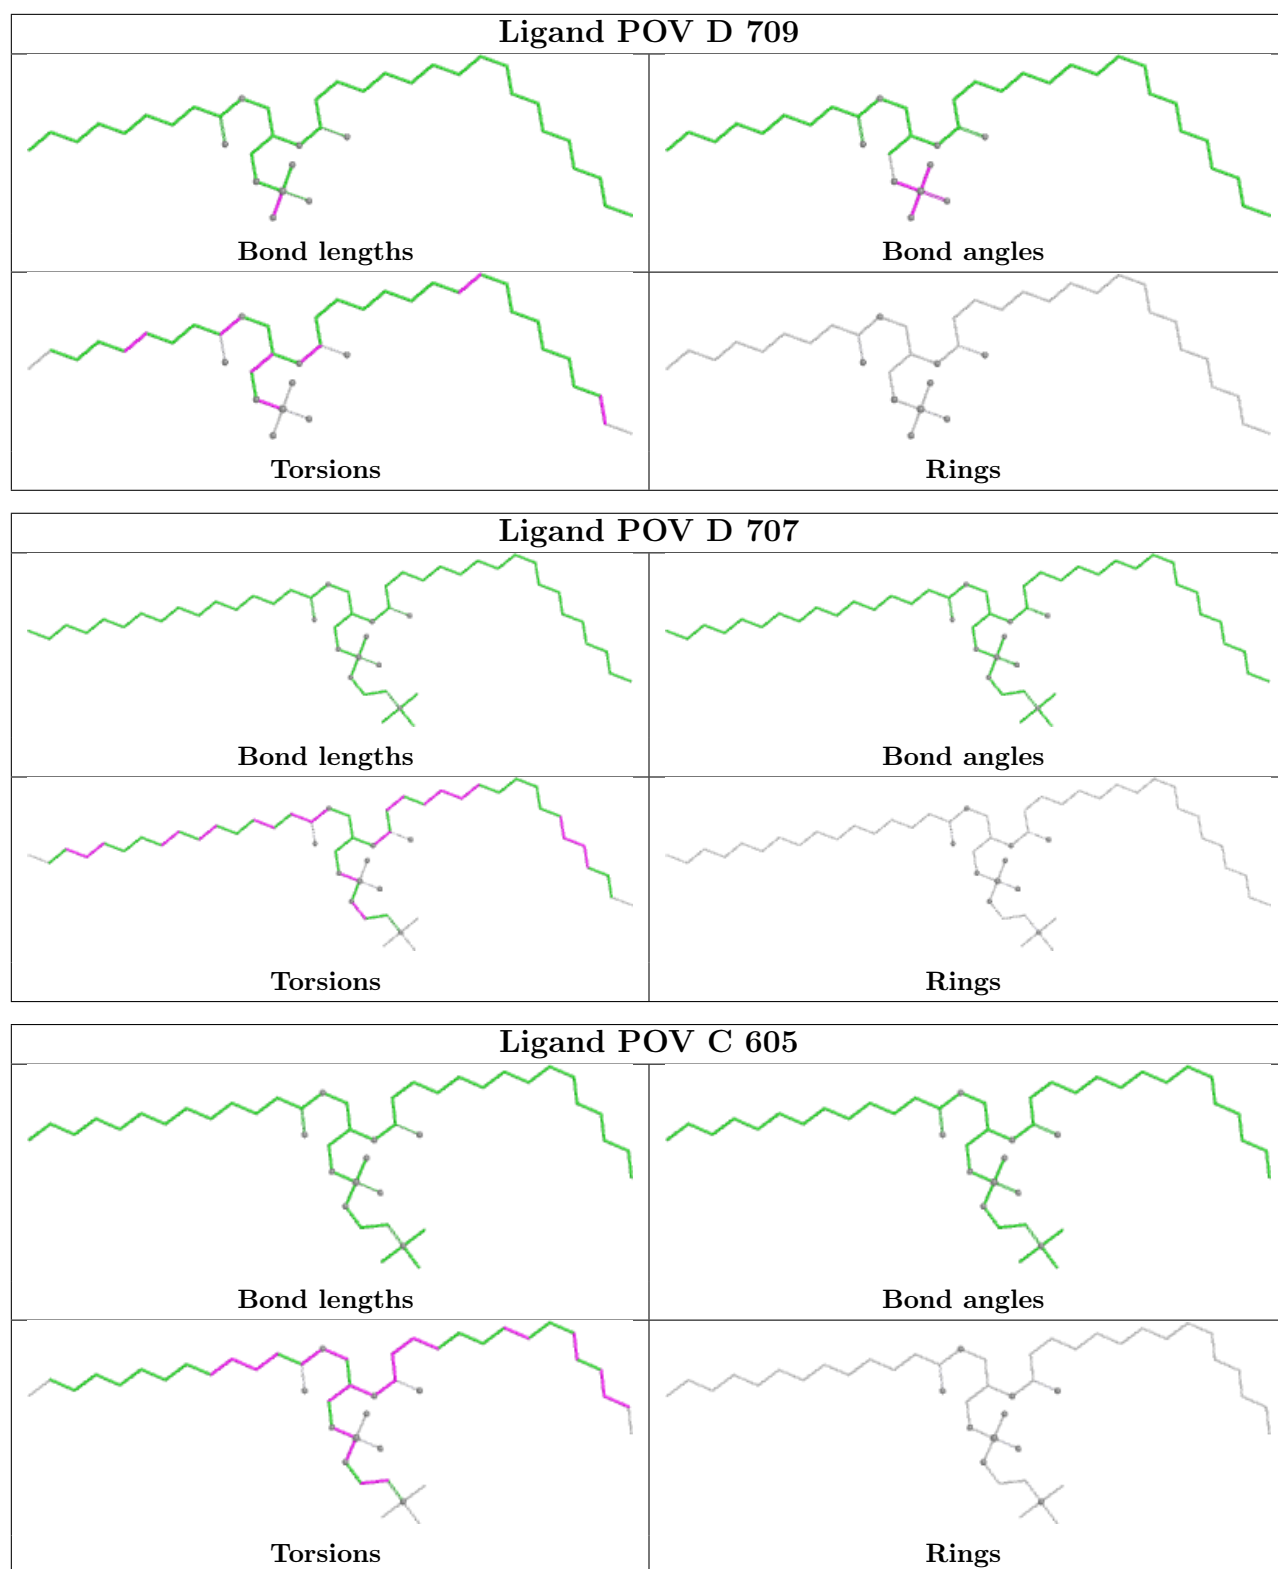 Ligand POV D 709
Bond lengths
Bond angles
Torsions
Rings
Ligand POV D 707
Bond lengths
Bond angles
Torsions
Rings
Ligand POV C 605
Bond lengths
Bond angles
Torsions
Rings